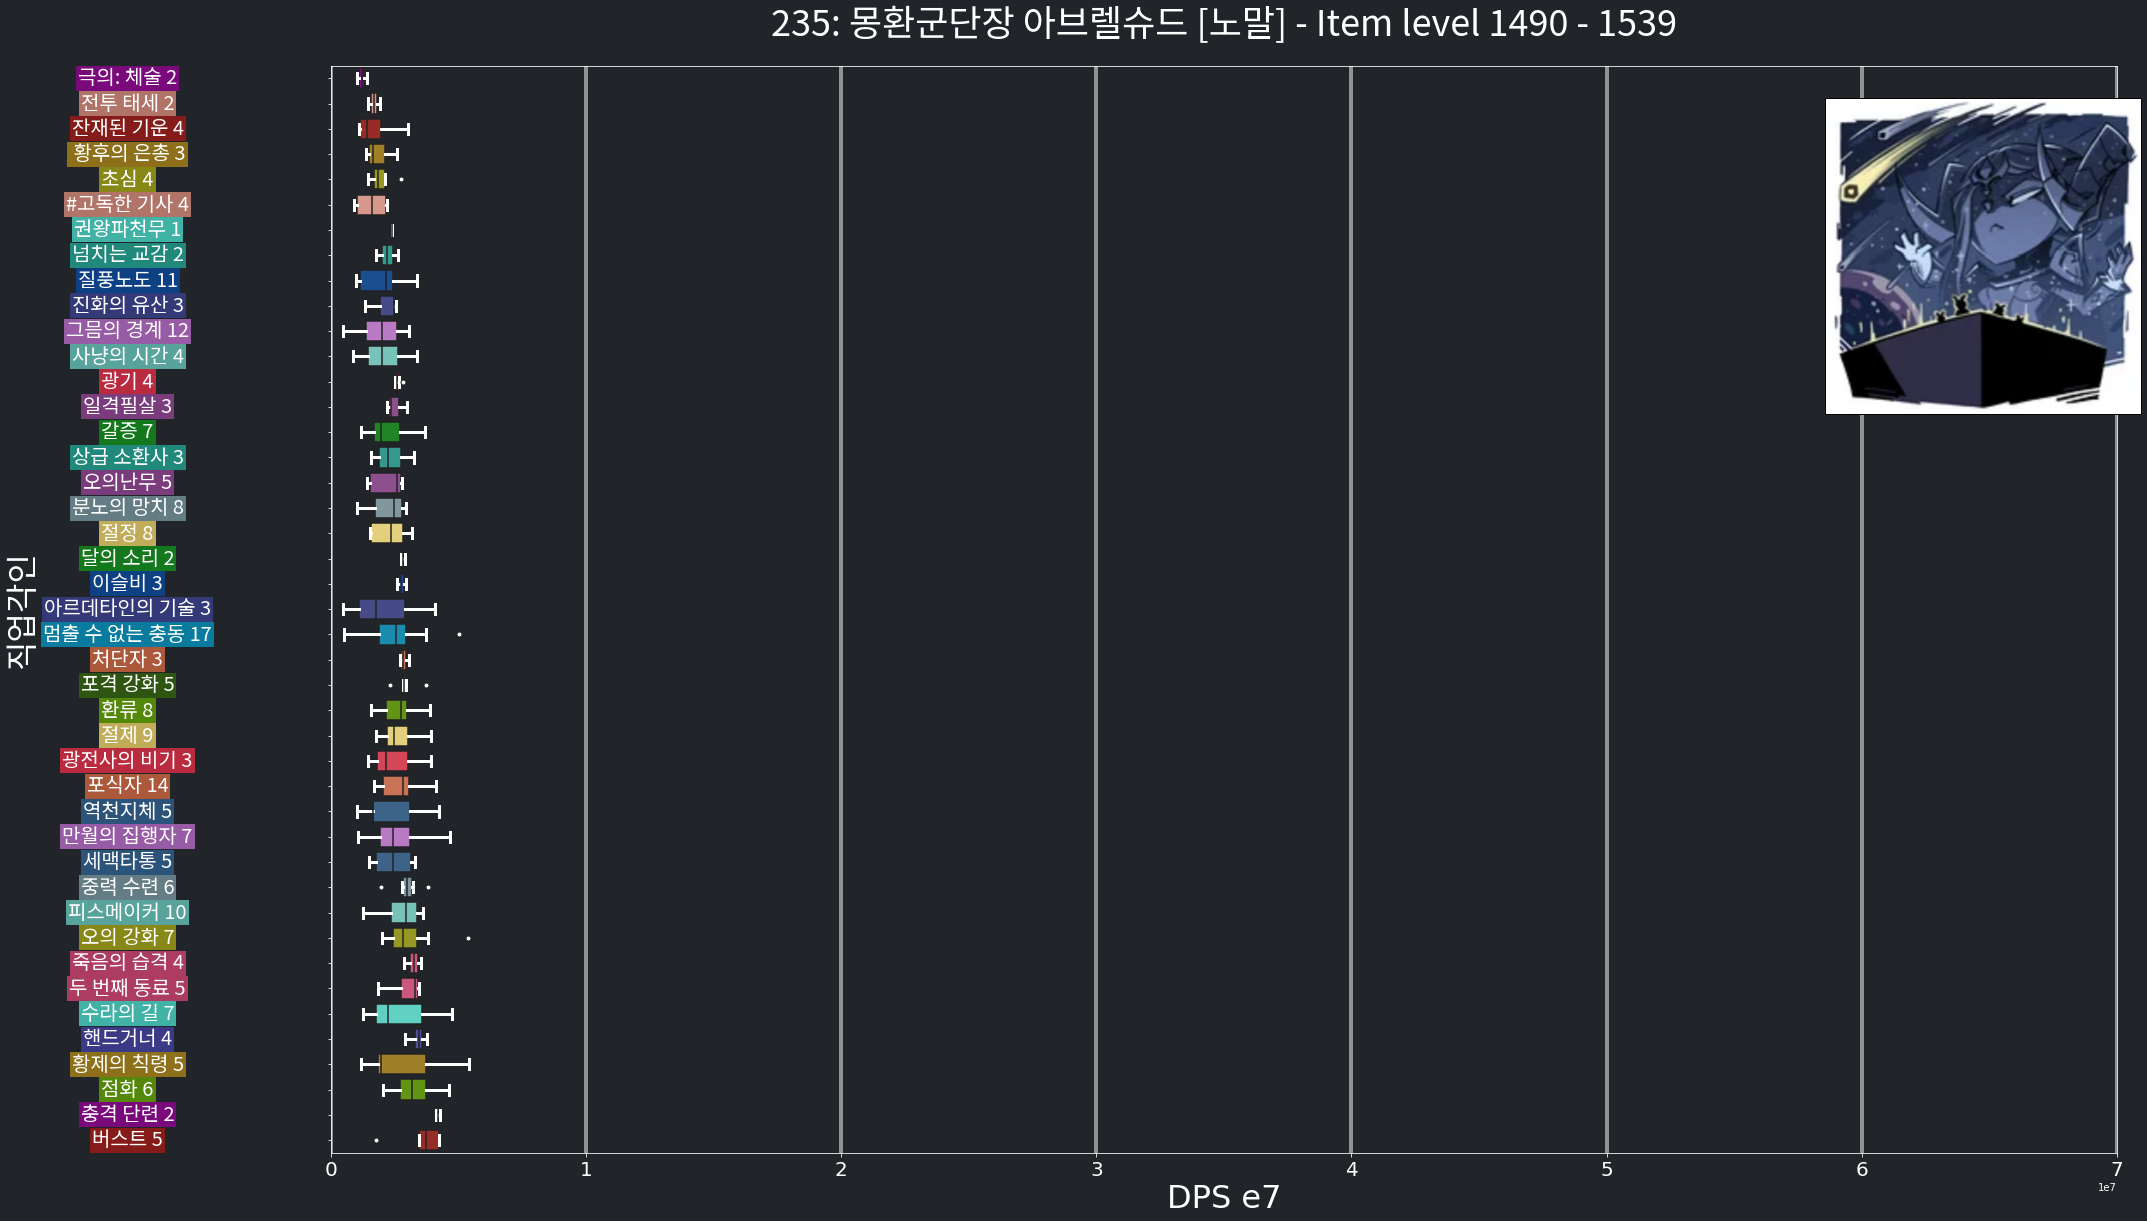 235: 몽환군단장 아브렐슈드 [노말] - Item level 1490 - 1539
직업각인
극의: 체술 2
전투 태세 2
잔재된 기운 4
황후의 은총 3
초심 4
#고독한 기사 4
권왕파천무 1
넘치는 교감 2
질풍노도 11
진화의 유산 3
그믐의 경계 12
사냥의 시간 4
광기 4
일격필살 3
갈증 7
상급 소환사 3
오의난무 5
분노의 망치 8
절정 8
달의 소리 2
이슬비 3
아르데타인의 기술 3
멈출 수 없는 충동 17
처단자 3
포격 강화 5
환류 8
절제 9
광전사의 비기 3
포식자 14
역천지체 5
만월의 집행자 7
세맥타통 5
중력 수련 6
피스메이커 10
오의 강화 7
죽음의 습격 4
두 번째 동료 5
수라의 길 7
핸드거너 4
황제의 칙령 5
점화 6
충격 단련 2
버스트 5
0 1 2 3 4 5 6 7
1e7
DPS e7